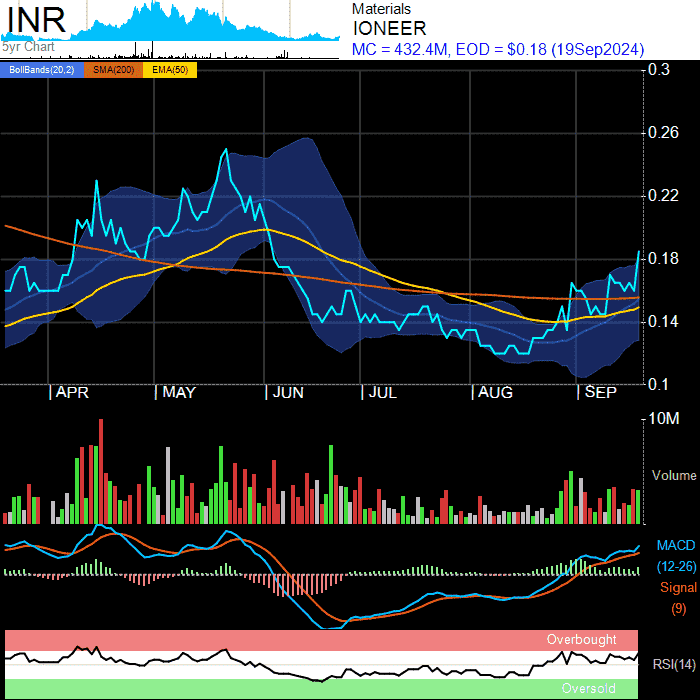 INR
5yr Chart
Materials
IONEER
MC = 432.4M, EOD = $0.18 (19Sep2024)
BollBands(20,2) SMA(200) EMA(50)
0.3
0.26
0.22
0.18
0.14
0.1
APR MAY JUN JUL AUG SEP
10M
Volume
MACD
(12-26)
Signal
(9)
Overbought
RSI(14)
Oversold